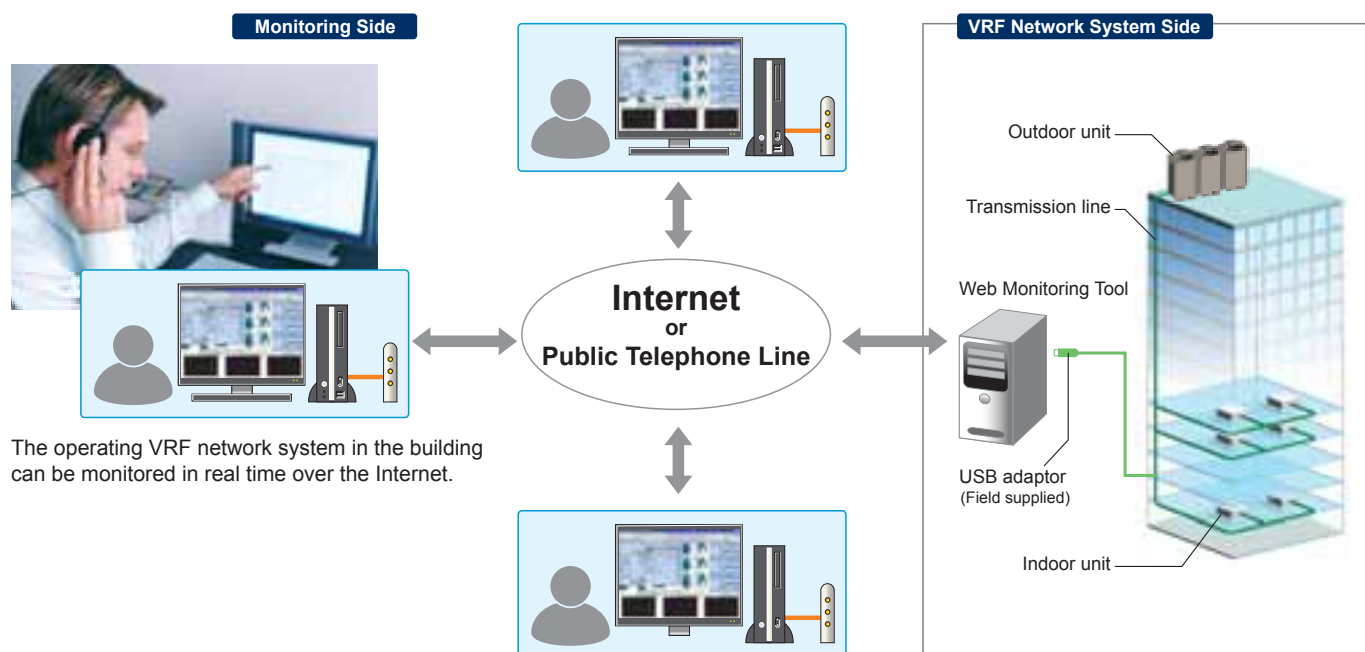 Monitoring Side
VRF Network System Side
Outdoor unit
Transmission line
Internet
or
Public Telephone Line
Web Monitoring Tool
The operating VRF network system in the building
can be monitored in real time over the Internet.
USB adaptor
(Field supplied)
Indoor unit